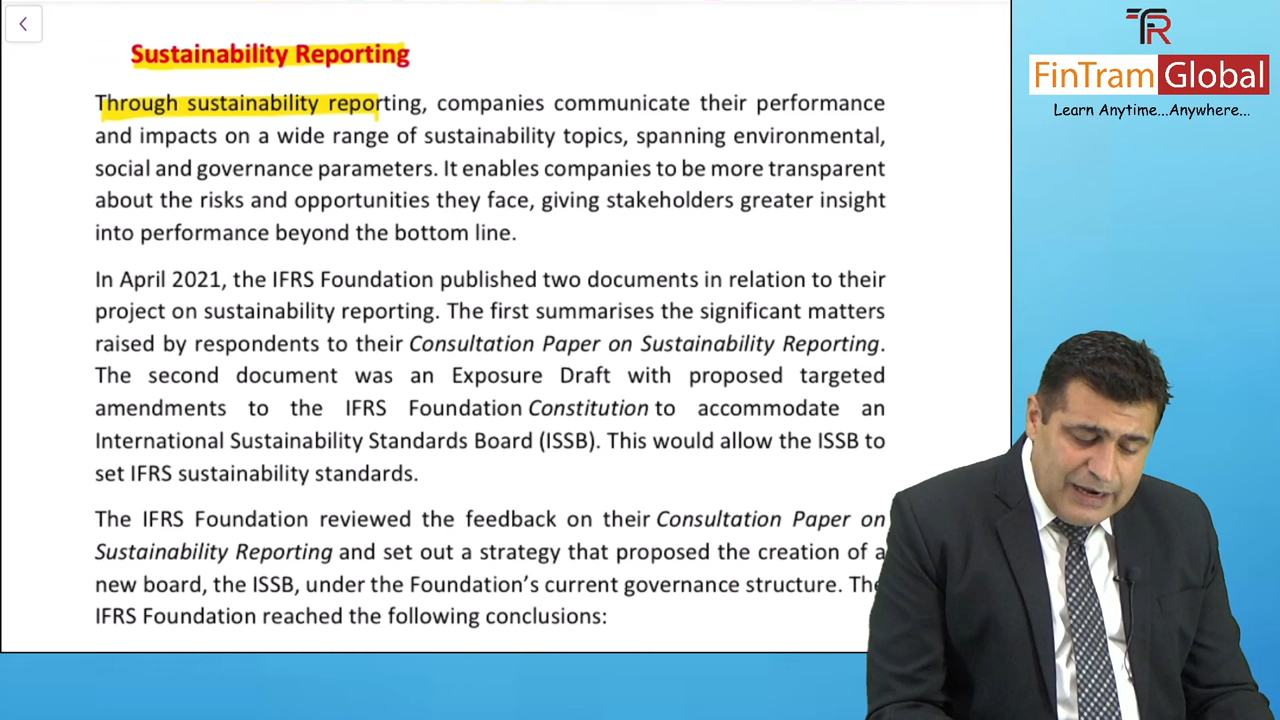 Sustainability Reporting
Through sustainability reporting, companies communicate their performance
and impacts on a wide range of sustainability topics, spanning environmental,
social and governance parameters. It enables companies to be more transparent
about the risks and opportunities they face, giving stakeholders greater insight
into performance beyond the bottom line.
In April 2021, the IFRS Foundation published two documents in relation to their
project on sustainability reporting. The first summarises the significant matters
raised by respondents to their Consultation Paper on Sustainability Reporting.
The second document was an Exposure Draft with proposed targeted
amendments to the IFRS Foundation Constitution to accommodate an
International Sustainability Standards Board (ISSB). This would allow the ISSB to
set IFRS sustainability standards.
The IFRS Foundation reviewed the feedback on their Consultation Paper on
Sustainability Reporting and set out a strategy that proposed the creation of a
new board, the ISSB, under the Foundation's current governance structure. The
IFRS Foundation reached the following conclusions:
FinTram Global
Learn Anytime...Anywhere...